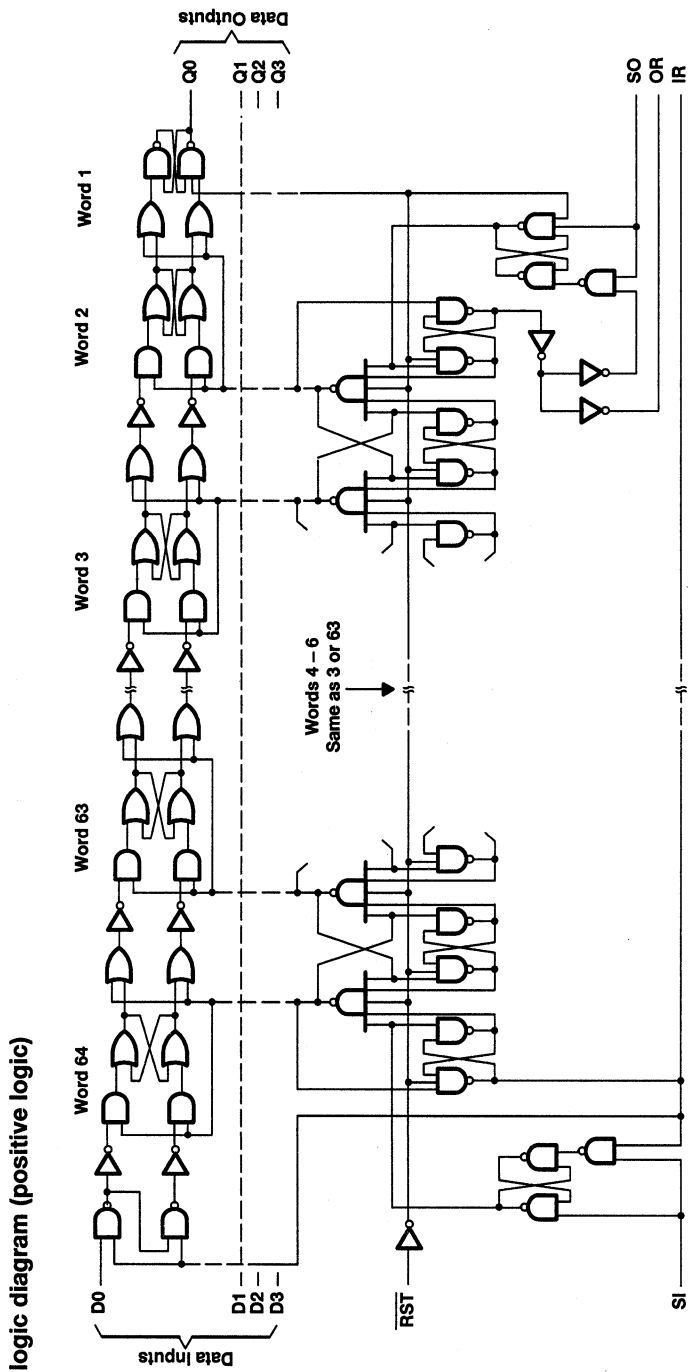 logic diagram (positive logic)
Word 64
Word 63
Word 3
Word 2
Word 1
Data Inputs
D0
D1
D2
D3
Data Outputs
Q0
Q1
Q2
Q3
Words 4 – 6
Same as 3 or 63
RST
SI
SO
OR
IR